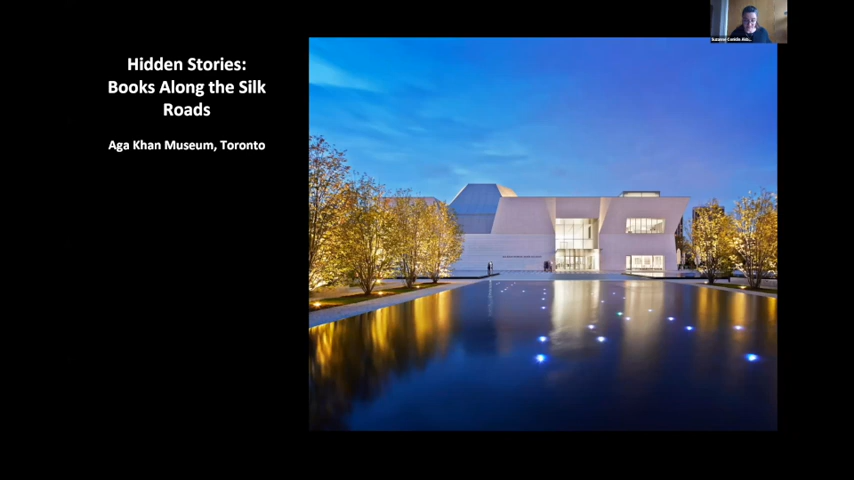 Hidden Stories:
Books Along the Silk
Roads
Aga Khan Museum, Toronto